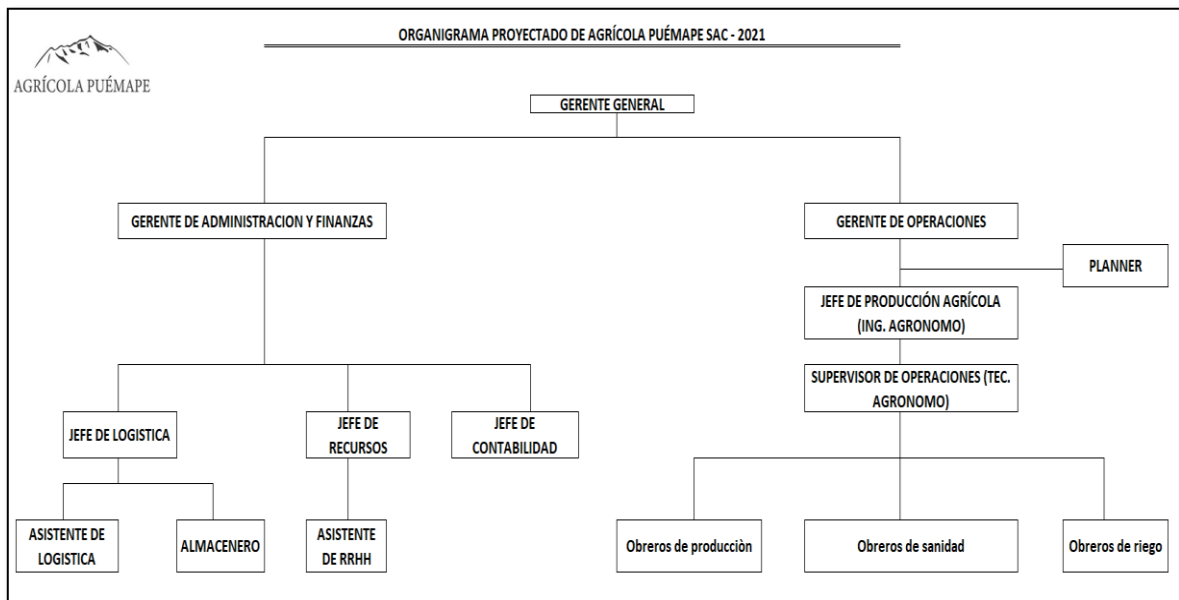 ORGANIGRAMA PROYECTADO DE AGRÍCOLA PUÉMAPE SAC - 2021
AGRÍCOLA PUÉMAPE
GERENTE GENERAL
GERENTE DE ADMINISTRACION Y FINANZAS
GERENTE DE OPERACIONES
PLANNER
JEFE DE PRODUCCIÓN AGRÍCOLA
(ING. AGRONOMO)
SUPERVISOR DE OPERACIONES (TEC.
AGRONOMO)
JEFE DE LOGISTICA
JEFE DE
RECURSOS
JEFE DE
CONTABILIDAD
ASISTENTE DE
LOGISTICA
ALMACENERO
ASISTENTE
DE RRHH
Obreros de producciòn
Obreros de sanidad
Obreros de riego